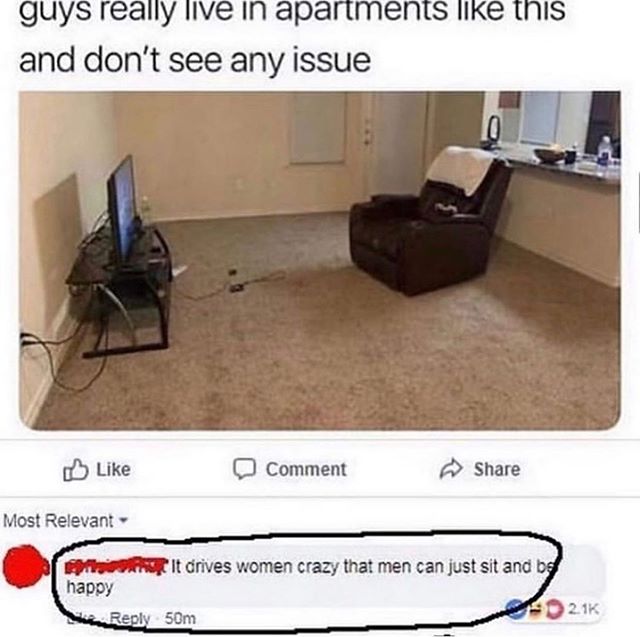 guys really live in apartments like this
and don't see any issue
Like
Comment
Share
Most Relevant
It drives women crazy that men can just sit and be
happy
Like Reply 50m
2.1K